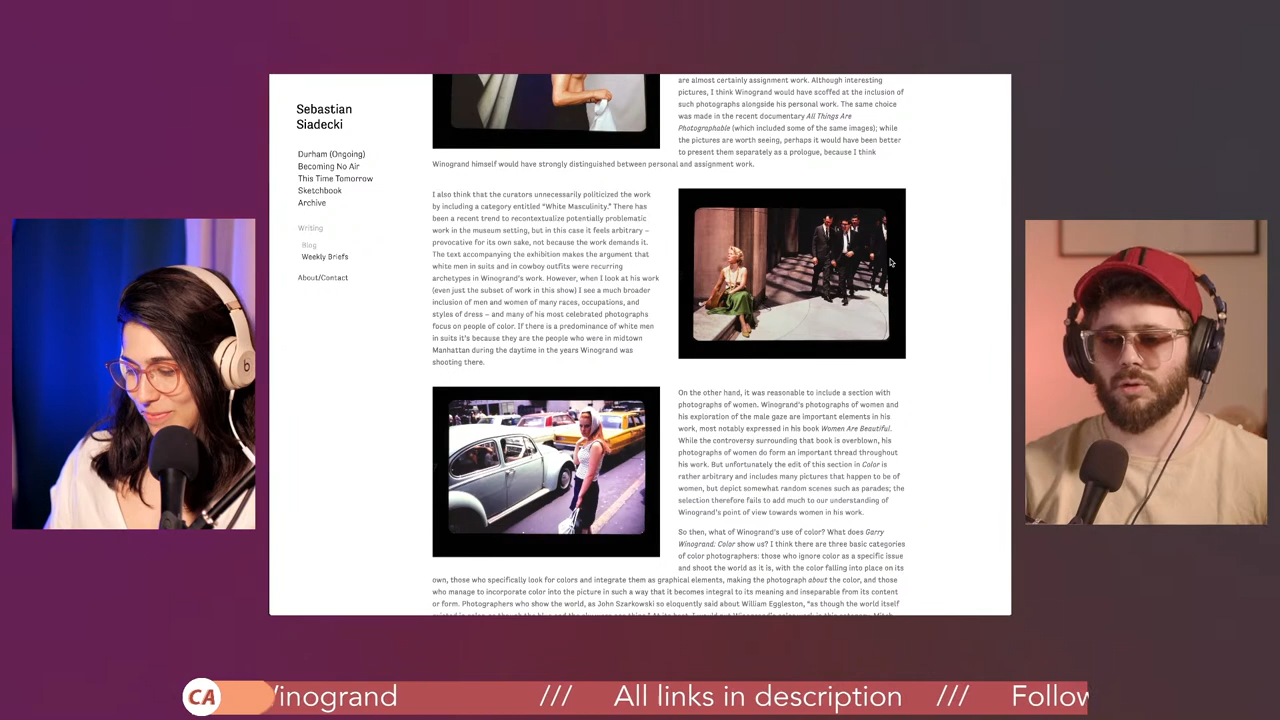 Sebastian
Siadecki
Durham (Ongoing)
Becoming No Air
This Time Tomorrow
Sketchbook
Archive
Writing
Blog
Weekly Briefs
About/Contact
are almost certainly assignment work. Although interesting
pictures, I think Winogrand would have scoffed at the inclusion of
such photographs alongside his personal work. The same choice
was made in the recent documentary All Things Are
Photographable (which included some of the same images); while
the pictures are worth seeing, perhaps it would have been better
to present them separately as a prologue, because I think
Winogrand himself would have strongly distinguished between personal and assignment work.
I also think that the curators unnecessarily politicized the work
by including a category entitled “White Masculinity.” There has
been a recent trend to recontextualize potentially problematic
work in the museum setting, but in this case it feels arbitrary –
provocative for its own sake, not because the work demands it.
The text accompanying the exhibition makes the argument that
white men in suits and in cowboy outfits were recurring
archetypes in Winogrand's work. However, when I look at his work
(even just the subset of work in this show) I see a much broader
inclusion of men and women of many races, occupations, and
styles of dress – and many of his most celebrated photographs
focus on people of color. If there is a predominance of white men
in suits it's because they are the people who were in midtown
Manhattan during the daytime in the years Winogrand was
shooting there.
On the other hand, it was reasonable to include a section with
photographs of women. Winogrand's photographs of women and
his exploration of the male gaze are important elements in his
work, most notably expressed in his book Women Are Beautiful.
While the controversy surrounding that book is overblown, his
photographs of women do form an important thread throughout
his work. But unfortunately the edit of this section in Color is
rather arbitrary and includes many pictures that happen to be of
women, but depict somewhat random scenes such as parades; the
selection therefore fails to add much to our understanding of
Winogrand's point of view towards women in his work.
So then, what of Winogrand's use of color? What does Garry
Winogrand: Color show us? I think there are three basic categories
of color photographers: those who ignore color as a specific issue
and shoot the world as it is, with the color falling into place on its
own, those who specifically look for colors and integrate them as graphical elements, making the photograph about the color, and those
who manage to incorporate color into the picture in such a way that it becomes integral to its meaning and inseparable from its content
or form. Photographers who show the world, as John Szarkowski so eloquently said about William Eggleston, “as though the world itself
CA
Winogrand /// All links in description /// Follow